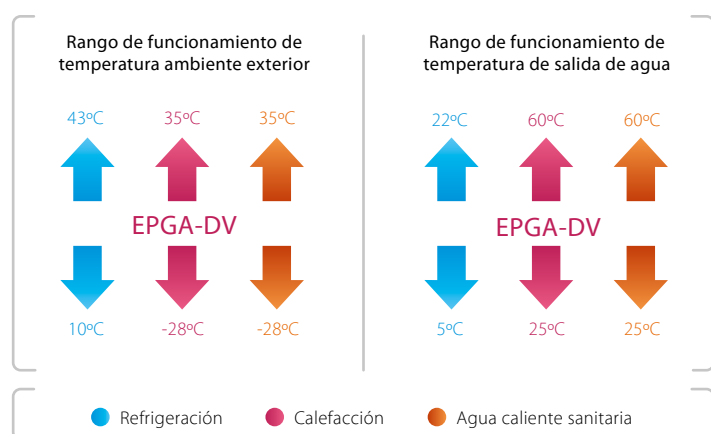 Rango de funcionamiento de
temperatura ambiente exterior
43ºC 35ºC 35ºC
EPGA-DV
10ºC -28ºC -28ºC
Rango de funcionamiento de
temperatura de salida de agua
22ºC 60ºC 60ºC
EPGA-DV
5ºC 25ºC 25ºC
Refrigeración Calefacción Agua caliente sanitaria